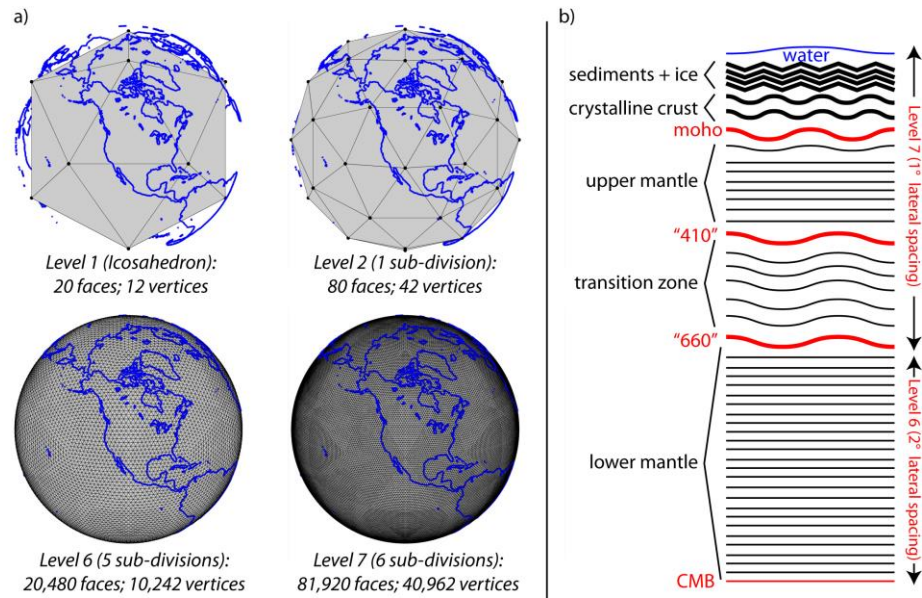 a)
Level 1 (Icosahedron):
20 faces; 12 vertices
Level 2 (1 sub-division):
80 faces; 42 vertices
Level 6 (5 sub-divisions):
20,480 faces; 10,242 vertices
Level 7 (6 sub-divisions):
81,920 faces; 40,962 vertices
b)
water
sediments + ice
crystalline crust
moho
upper mantle
"410"
transition zone
"660"
lower mantle
CMB
Level 7 (1° lateral spacing)
Level 6 (2° lateral spacing)